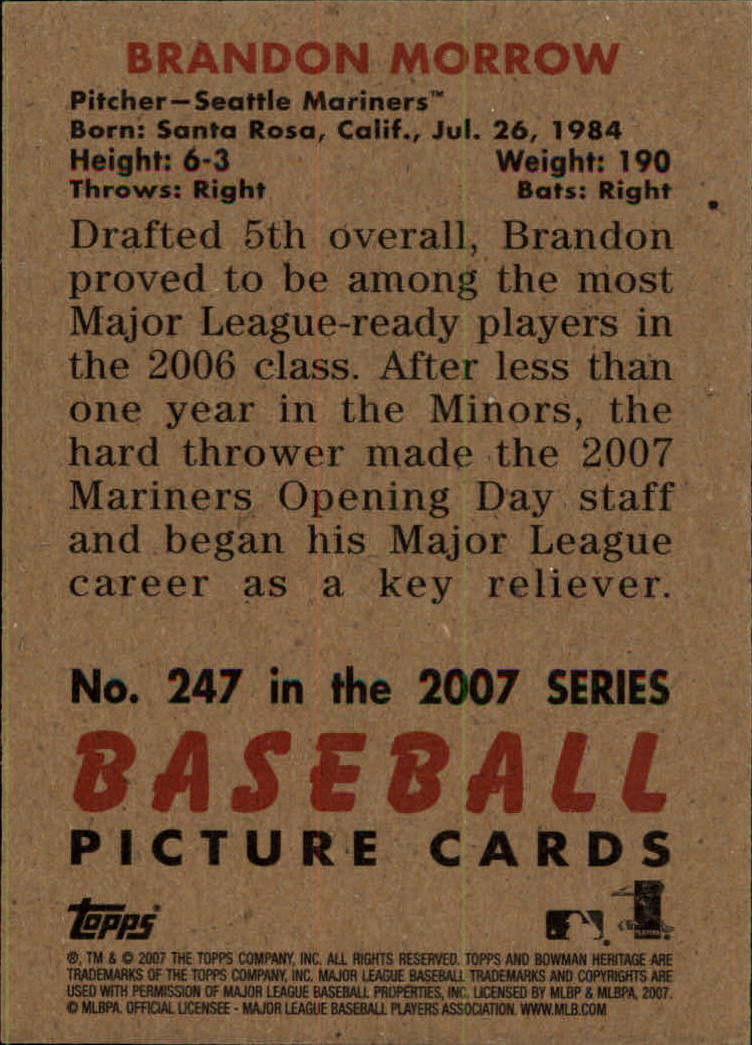 BRANDON MORROW
Pitcher—Seattle Mariners™
Born: Santa Rosa, Calif., Jul. 26, 1984
Height: 6-3 Weight: 190
Throws: Right Bats: Right
Drafted 5th overall, Brandon
proved to be among the most
Major League-ready players in
the 2006 class. After less than
one year in the Minors, the
hard thrower made the 2007
Mariners Opening Day staff
and began his Major League
career as a key reliever.
No. 247 in the 2007 SERIES
BASEBALL
PICTURE CARDS
Topps
®, TM & © 2007 THE TOPPS COMPANY, INC. ALL RIGHTS RESERVED. TOPPS AND BOWMAN HERITAGE ARE
TRADEMARKS OF THE TOPPS COMPANY, INC. MAJOR LEAGUE BASEBALL TRADEMARKS AND COPYRIGHTS ARE
USED WITH PERMISSION OF MAJOR LEAGUE BASEBALL PROPERTIES, INC. LICENSED BY MLBP & MLBPA, 2007.
© MLBPA. OFFICIAL LICENSEE - MAJOR LEAGUE BASEBALL PLAYERS ASSOCIATION. WWW.MLB.COM